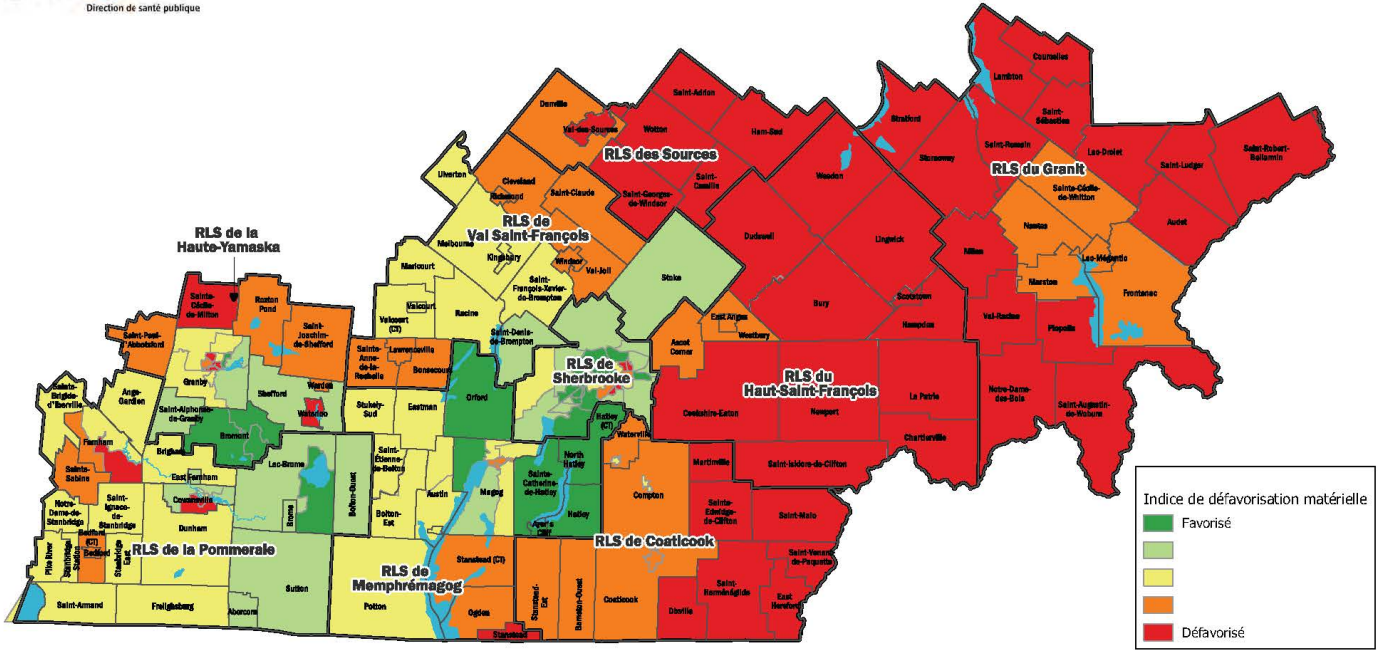 Direction de santé publique
Courcelles
Lambton
Saint-
Sébastien
Saint-Adrien
Danville
Val-des-Sources
Wotton
Ham-Sud
Stratford
Saint-Romain
Lac-Drolet
Saint-Robert-
Bellarmin
Stornoway
RLS des Sources
RLS du Granit
Saint-Ludger
Ulverton
Cleveland
Saint-
Camille
Weedon
Richmond
Saint-Claude
Saint-Georges-
de-Windsor
Sainte-Cécile-
de-Whitton
RLS de
Val Saint-François
Audet
RLS de la
Haute-Yamaska
Melbourne
Kingsbury
Dudswell
Lingwick
Nantes
Milan
Windsor
Val-Joli
Lac-Mégantic
Maricourt
Stoke
Saint-
François-Xavier-
de-Brompton
Marston
Frontenac
Sainte-
Cécile-
de-Milton
Roxton
Pond
Valcourt
Racine
Bury
Scotstown
Hampden
Val-Racine
Piopolis
Valcourt
(CT)
East Angus
Westbury
Saint-Paul-
d'Abbotsford
Saint-
Joachim-
de-Shefford
Saint-Denis-
de-Brompton
Ascot
Corner
Sainte-
Anne-
de-la-
Rochelle
Lawrenceville
Bonsecours
RLS de
Sherbrooke
RLS du
Haut-Saint-François
Granby
Shefford
Warden
Orford
Sainte-
Brigide-
d'Iberville
Ange-
Gardien
Saint-Alphonse-
de-Granby
Waterloo
Stukely-
Sud
Eastman
Cookshire-Eaton
Newport
La Patrie
Notre-Dame-
des-Bois
Saint-Augustin-
de-Woburn
Hatley
(CT)
Waterville
Chartierville
Farnham
Bromont
Brigham
Saint-
Étienne-
de-Bolton
North
Hatley
Martinville
Saint-Isidore-de-Clifton
Sainte-
Sabine
East Farnham
Lac-Brome
Bolton-Ouest
Austin
Magog
Sainte-
Catherine-
de-Hatley
Hatley
Compton
Notre-
Dame-de-
Stanbridge
Saint-
Ignace-
de-
Stanbridge
Cowansville
Brome
Bolton-
Est
Ayer's
Cliff
Sainte-
Edwidge-
de-Clifton
Saint-Malo
Dunham
Pike River
Stanbridge
Station
Bedford
(CT)
Bedford
Stanbridge
East
RLS de la Pommeraie
RLS de Coaticook
Saint-Venant-
de-Paquette
Stanstead (CT)
RLS de
Memphrémagog
Sutton
Saint-
Herménégilde
East
Hereford
Saint-Armand
Frelighsburg
Abercorn
Potton
Ogden
Stanstead
Stanstead-
Est
Barnston-Ouest
Coaticook
Dixville
Indice de défavorisation matérielle
Favorisé
Défavorisé